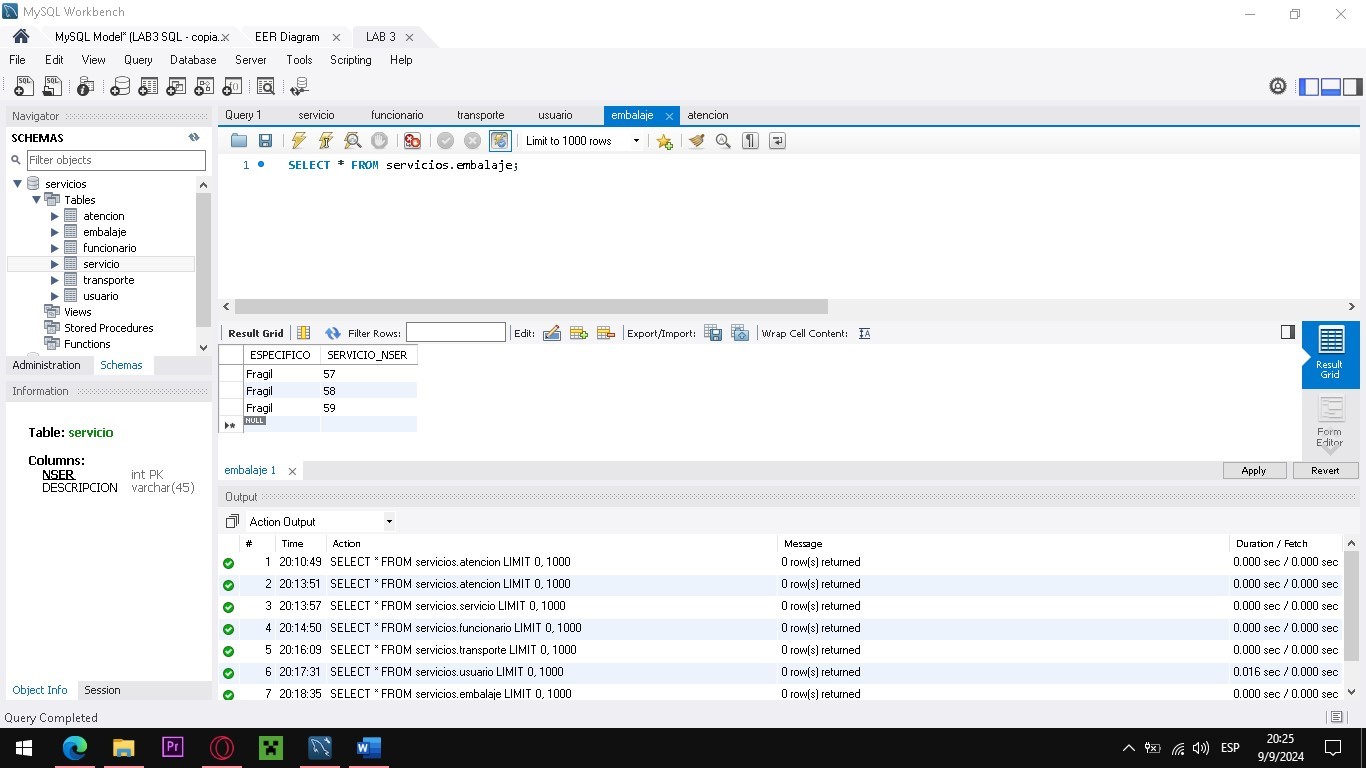 MySQL Workbench
MySQL Model* (LAB3 SQL - copia... EER Diagram LAB 3
File Edit View Query Database Server Tools Scripting Help
Navigator
SCHEMAS
Filter objects
servicios
Tables
atencion
embalaje
funcionario
servicio
transporte
usuario
Views
Stored Procedures
Functions
Administration Schemas
Information
Table: servicio
Columns:
NSER int PK
DESCRIPCION varchar(45)
Object Info Session
Query 1 servicio funcionario transporte usuario embalaje atencion
Limit to 1000 rows
1 SELECT * FROM servicios.embalaje;
Result Grid Filter Rows: Edit: Export/Import: Wrap Cell Content: IA
ESPECIFICO SERVICIO_NSER
Fragil 57
Fragil 58
Fragil 59
NULL
Result Grid
Form Editor
embalaje 1 Apply Revert
Output
Action Output
# Time Action Message Duration / Fetch
1 20:10:49 SELECT * FROM servicios.atencion LIMIT 0, 1000 0 row(s) returned 0.000 sec / 0.000 sec
2 20:13:51 SELECT * FROM servicios.atencion LIMIT 0, 1000 0 row(s) returned 0.000 sec / 0.000 sec
3 20:13:57 SELECT * FROM servicios.servicio LIMIT 0, 1000 0 row(s) returned 0.000 sec / 0.000 sec
4 20:14:50 SELECT * FROM servicios.funcionario LIMIT 0, 1000 0 row(s) returned 0.000 sec / 0.000 sec
5 20:16:09 SELECT * FROM servicios.transporte LIMIT 0, 1000 0 row(s) returned 0.000 sec / 0.000 sec
6 20:17:31 SELECT * FROM servicios.usuario LIMIT 0, 1000 0 row(s) returned 0.016 sec / 0.000 sec
7 20:18:35 SELECT * FROM servicios.embalaje LIMIT 0, 1000 0 row(s) returned 0.000 sec / 0.000 sec
Query Completed
Pr W ESP 20:25
9/9/2024